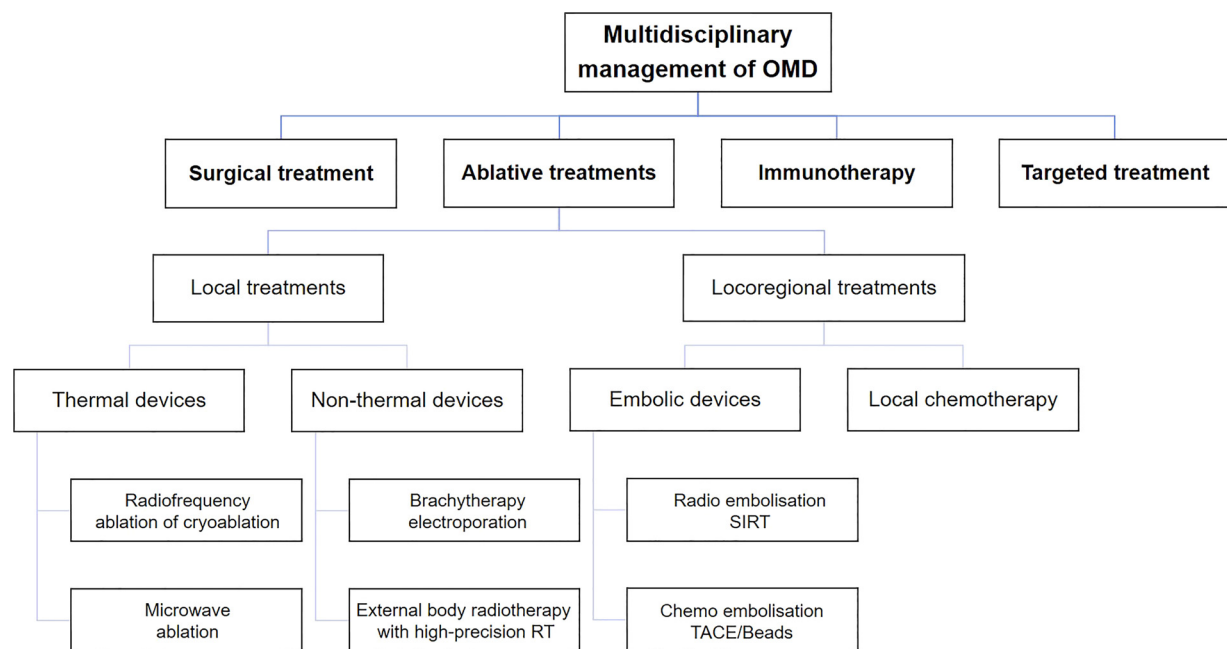 Multidisciplinary
management of OMD
Surgical treatment
Ablative treatments
Immunotherapy
Targeted treatment
Local treatments
Locoregional treatments
Thermal devices
Non-thermal devices
Embolic devices
Local chemotherapy
Radiofrequency
ablation of cryoablation
Brachytherapy
electroporation
Radio embolisation
SIRT
Microwave
ablation
External body radiotherapy
with high-precision RT
Chemo embolisation
TACE/Beads